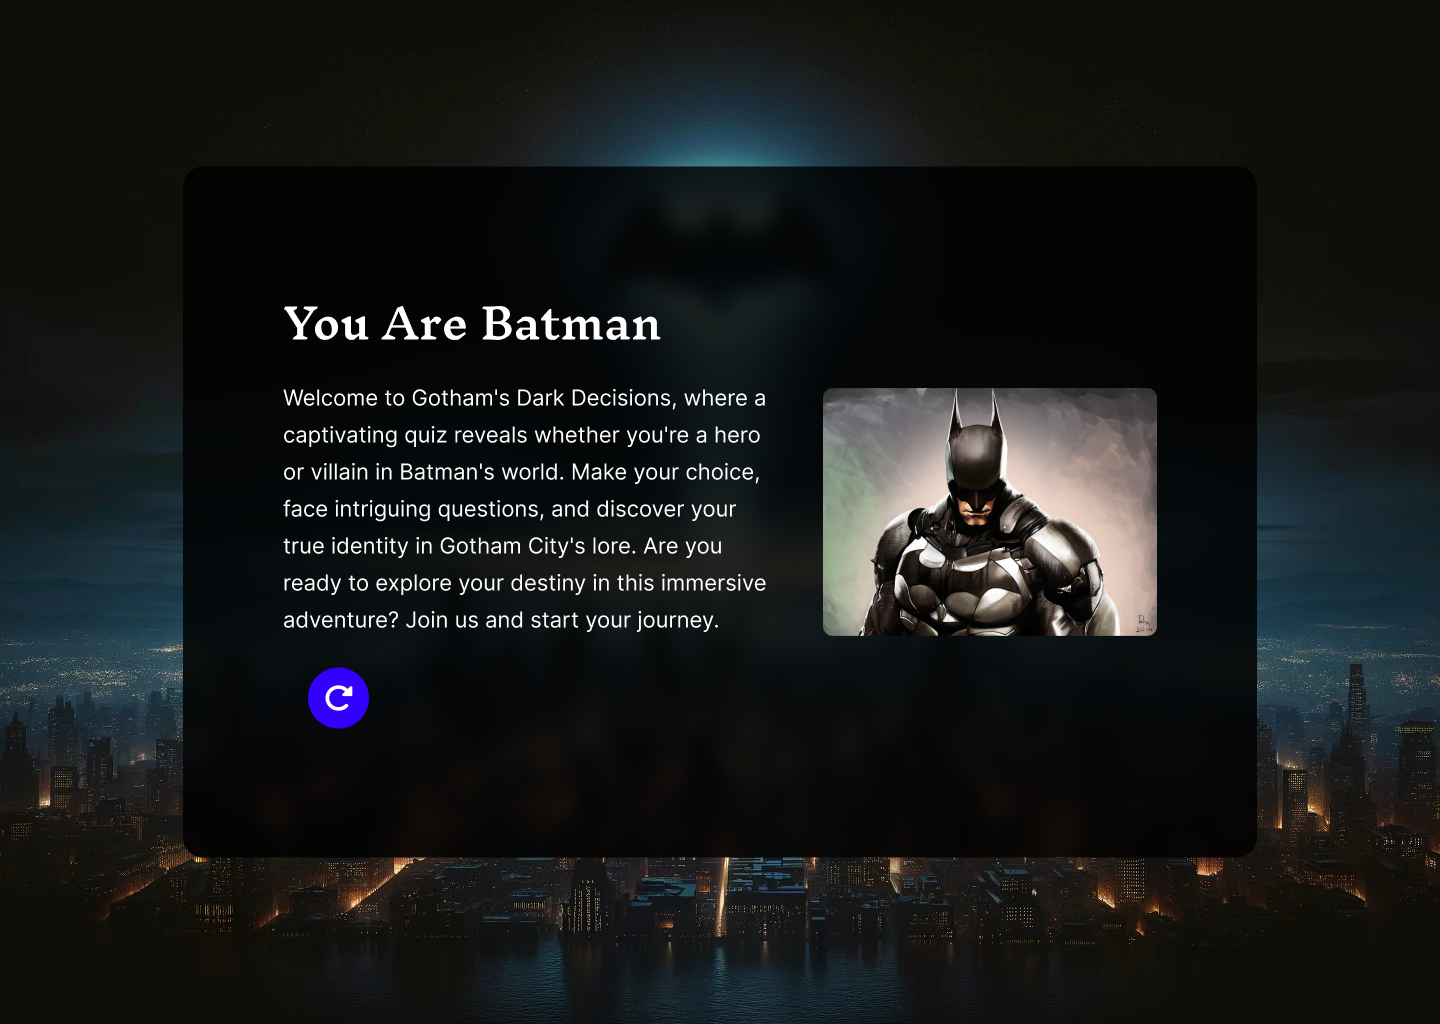 You Are Batman
Welcome to Gotham's Dark Decisions, where a
captivating quiz reveals whether you're a hero
or villain in Batman's world. Make your choice,
face intriguing questions, and discover your
true identity in Gotham City's lore. Are you
ready to explore your destiny in this immersive
adventure? Join us and start your journey.